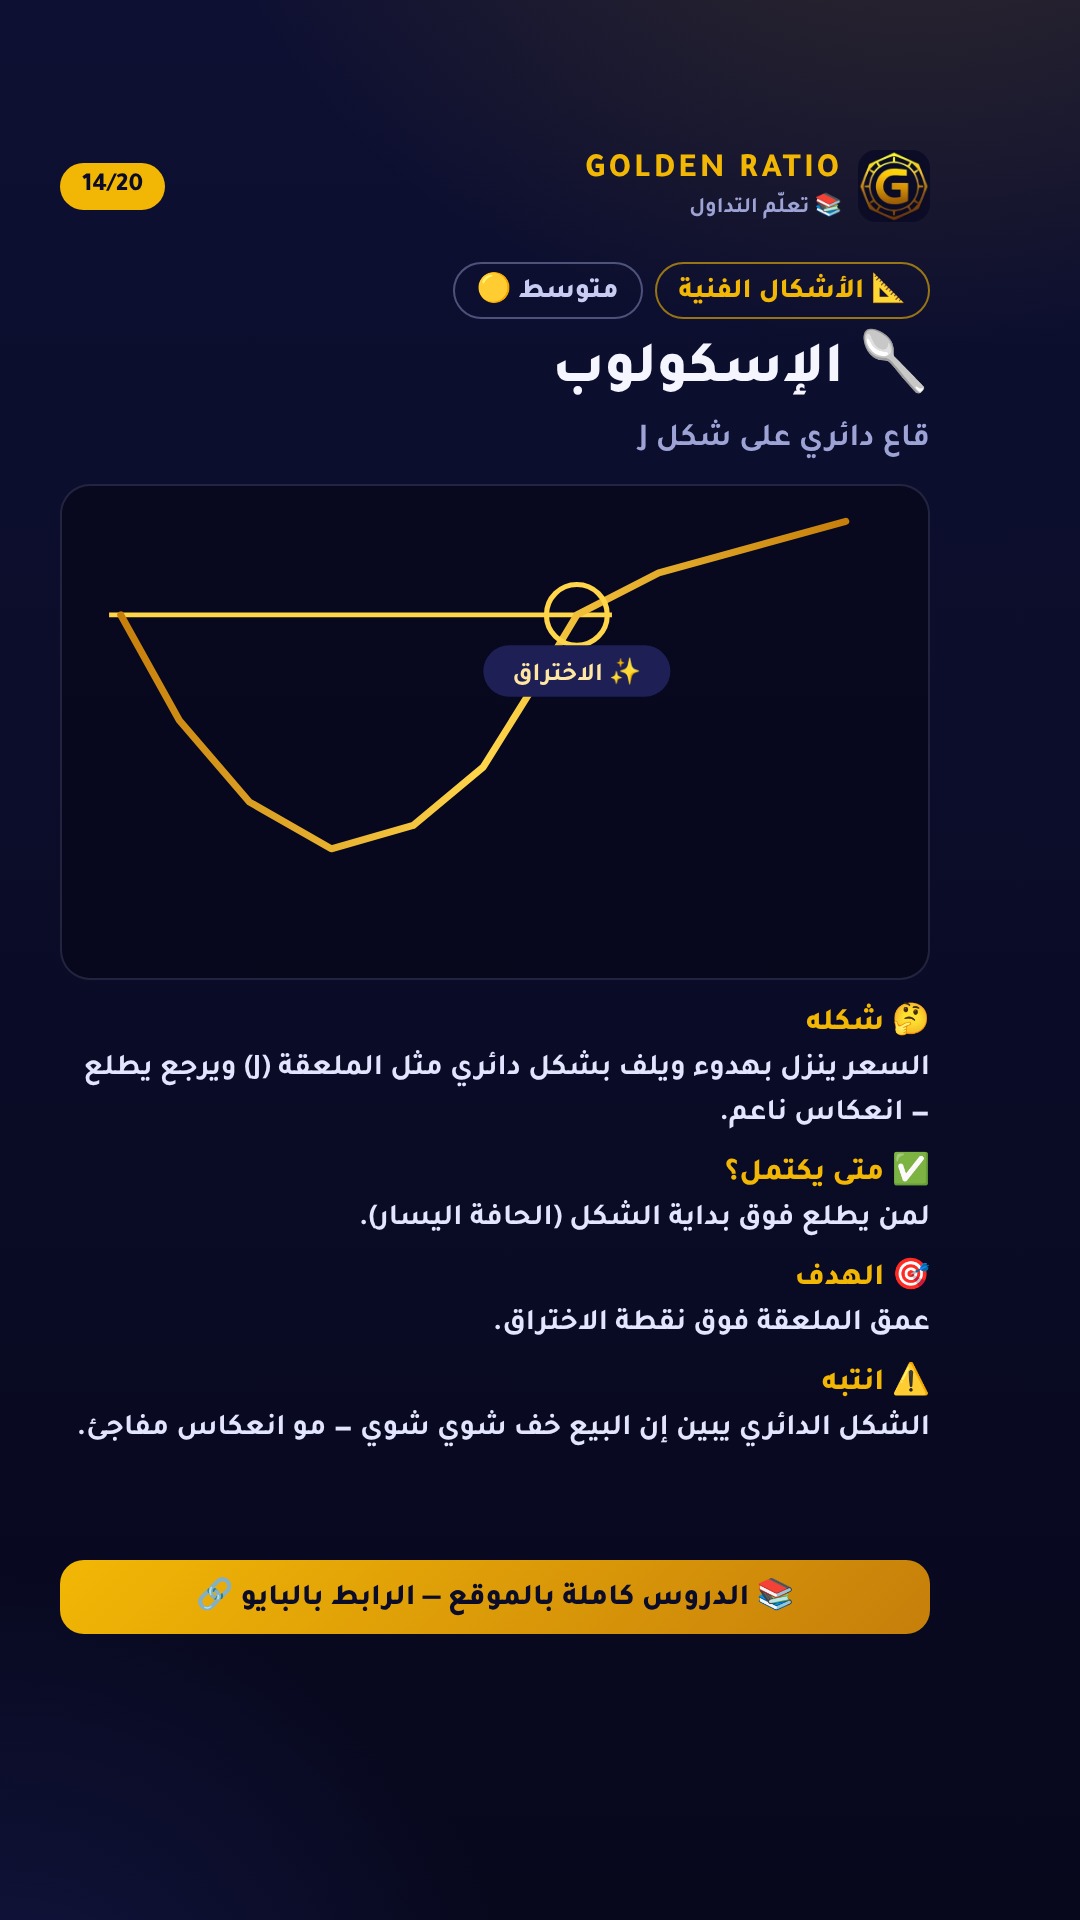 GOLDEN RATIO
📚 تعلّم التداول
14/20
📐 الأشكال الفنية
متوسط 🟡
🥄 الإسكولوب
قاع دائري على شكل J
✨ الاختراق
🤔 شكله
السعر ينزل بهدوء ويلف بشكل دائري مثل الملعقة (J) ويرجع يطلع
– انعكاس ناعم.
✅ متى يكتمل؟
لمن يطلع فوق بداية الشكل (الحافة اليسار).
🎯 الهدف
عمق الملعقة فوق نقطة الاختراق.
⚠️ انتبه
الشكل الدائري يبين إن البيع خف شوي شوي – مو انعكاس مفاجئ.
📚 الدروس كاملة بالموقع – الرابط بالبايو 🔗